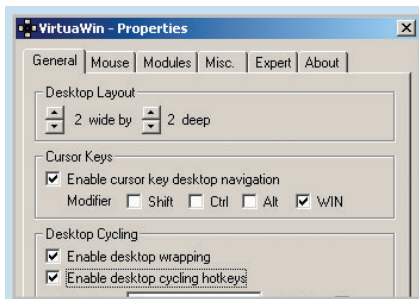 VirtuaWin - Properties
General Mouse Modules Misc. Expert About
Desktop Layout
2 wide by 2 deep
Cursor Keys
Enable cursor key desktop navigation
Modifier Shift Ctrl Alt WIN
Desktop Cycling
Enable desktop wrapping
Enable desktop cycling hotkeys